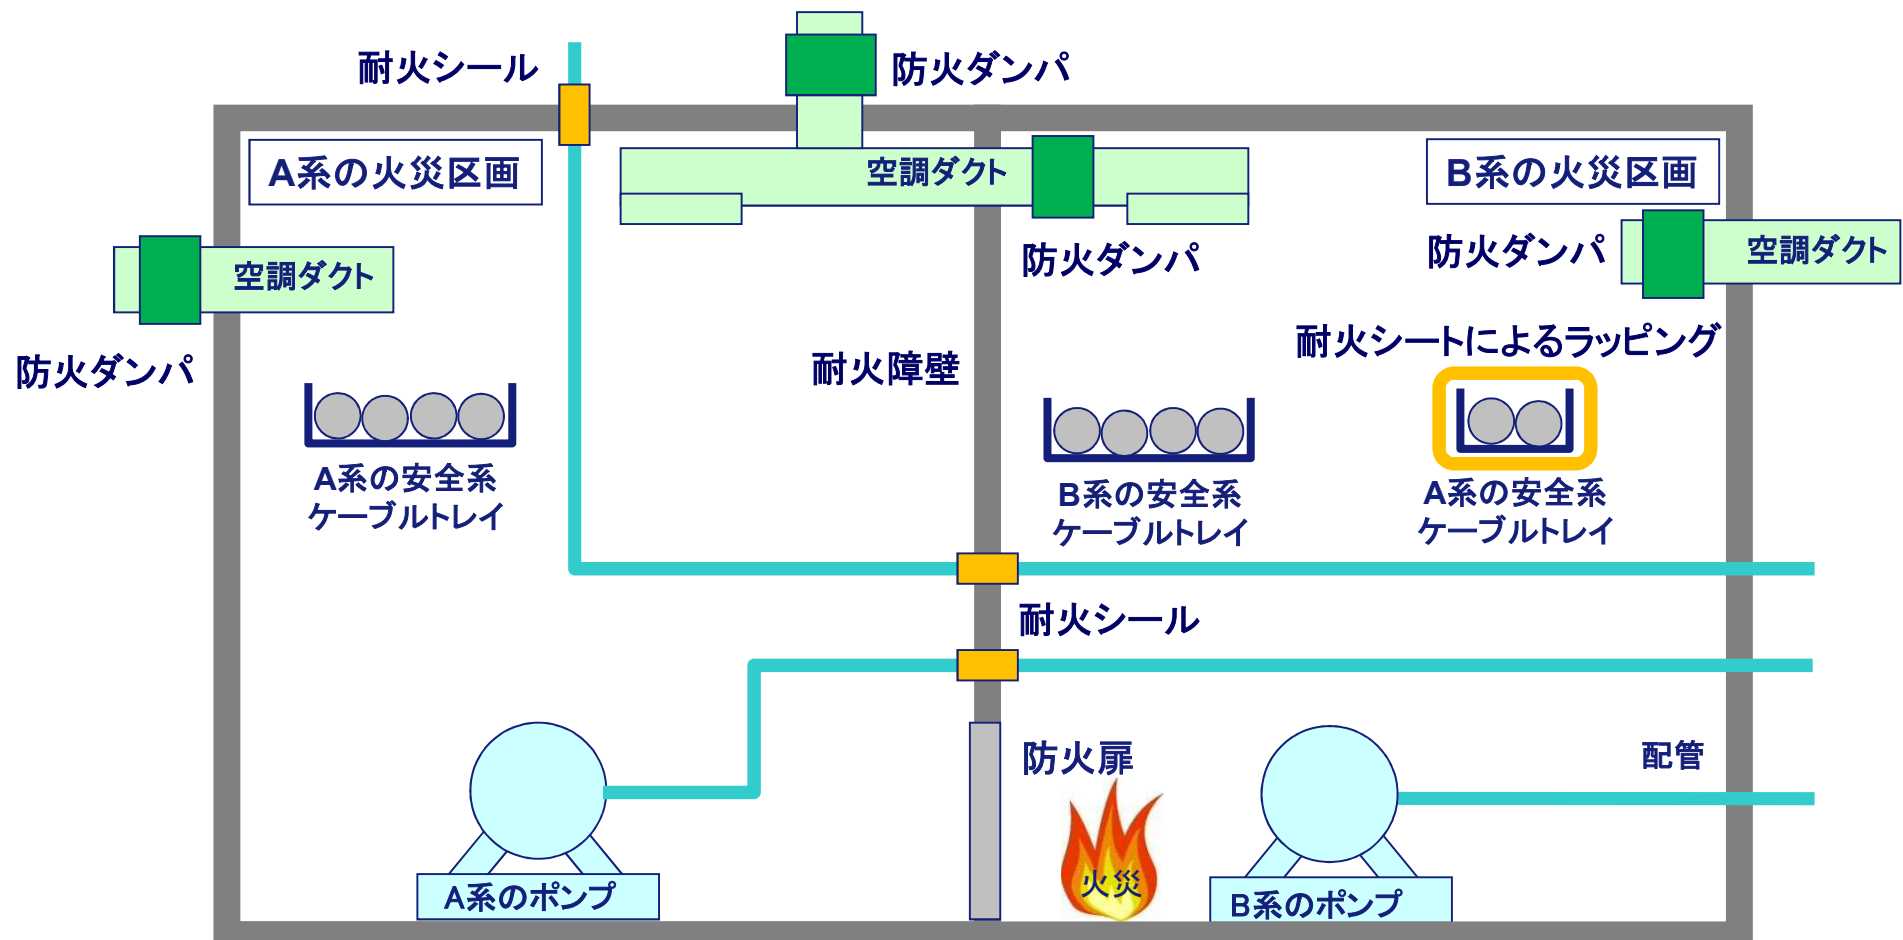 耐火シール
防火ダンパ
A系の火災区画
空調ダクト
B系の火災区画
防火ダンパ
防火ダンパ
空調ダクト
空調ダクト
防火ダンパ
耐火障壁
耐火シートによるラッピング
A系の安全系
ケーブルトレイ
B系の安全系
ケーブルトレイ
A系の安全系
ケーブルトレイ
耐火シール
防火扉
配管
火災
A系のポンプ
B系のポンプ